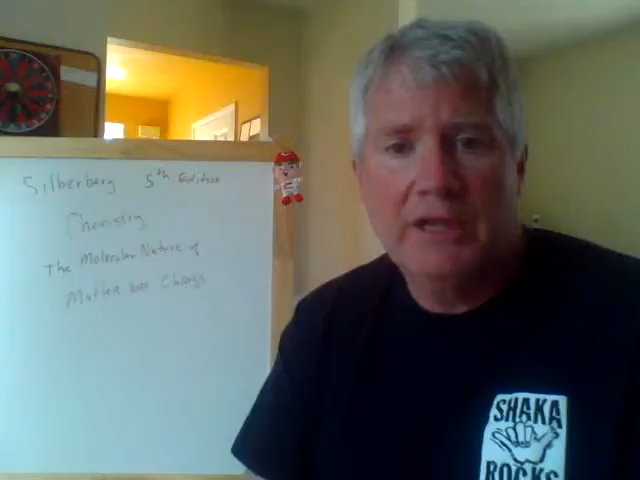 Silberberg 5th Edition
Chemistry
The Molecular Nature of
Matter and Change
SHAKA
ROCKS